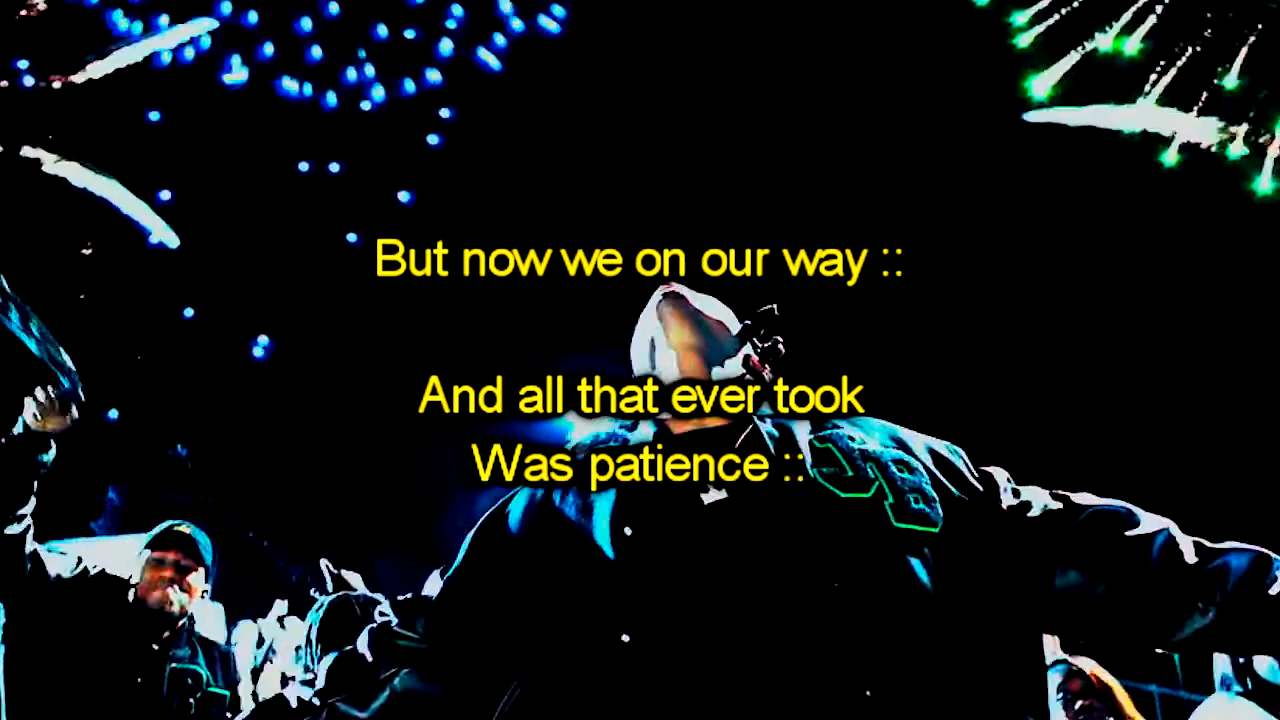 But now we on our way ::
And all that ever took
Was patience ::